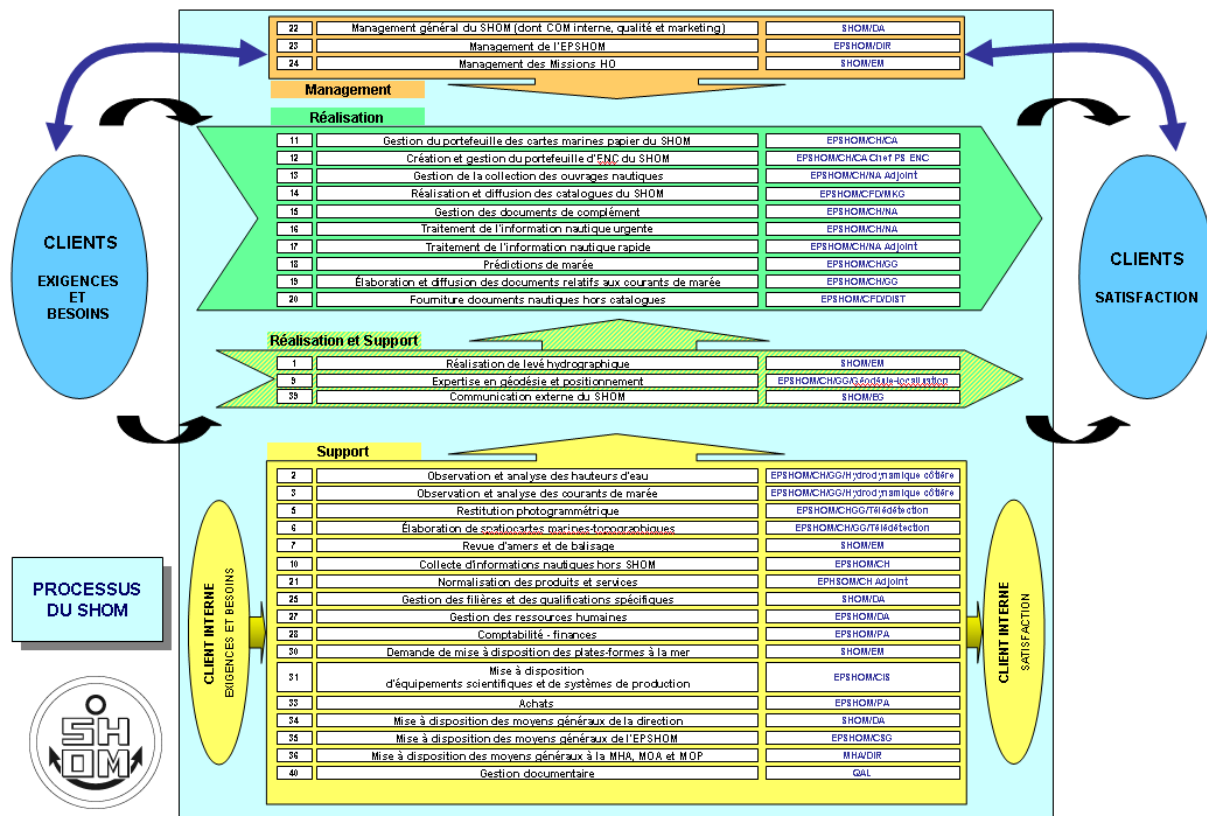 22 Management général du SHOM (dont COM interne, qualité et marketing) SHOM/DA
23 Management de l'EPSHOM EPSHOM/DIR
24 Management des Missions HO SHOM/EM
Management
Réalisation
11 Gestion du portefeuille des cartes marines papier du SHOM EPSHOM/CH/CA
12 Création et gestion du portefeuille d'ENC du SHOM EPSHOM/CH/CA Chef PS ENC
13 Gestion de la collection des ouvrages nautiques EPSHOM/CH/NA Adjoint
14 Réalisation et diffusion des catalogues du SHOM EPSHOM/CFD/MKG
15 Gestion des documents de complément EPSHOM/CH/NA
16 Traitement de l'information nautique urgente EPSHOM/CH/NA
17 Traitement de l'information nautique rapide EPSHOM/CH/NA Adjoint
18 Prédictions de marée EPSHOM/CH/GG
19 Élaboration et diffusion des documents relatifs aux courants de marée EPSHOM/CH/GG
20 Fourniture documents nautiques hors catalogues EPSHOM/CFD/DIST
CLIENTS
EXIGENCES
ET
BESOINS
CLIENTS
SATISFACTION
Réalisation et Support
1 Réalisation de levé hydrographique SHOM/EM
9 Expertise en géodésie et positionnement EPSHOM/CH/GG/Géodésie-localisation
39 Communication externe du SHOM SHOM/EG
Support
2 Observation et analyse des hauteurs d'eau EPSHOM/CH/GG/Hydrodynamique côtière
3 Observation et analyse des courants de marée EPSHOM/CH/GG/Hydrodynamique côtière
5 Restitution photogrammétrique EPSHOM/CHGG/Télédétection
6 Élaboration de spatiocartes marines-topographiques EPSHOM/CH/GG/Télédétection
7 Revue d'amers et de balisage SHOM/EM
10 Collecte d'informations nautiques hors SHOM EPSHOM/CH
21 Normalisation des produits et services EPHSOM/CH Adjoint
25 Gestion des filières et des qualifications spécifiques SHOM/DA
27 Gestion des ressources humaines EPSHOM/DA
28 Comptabilité - finances EPSHOM/PA
30 Demande de mise à disposition des plates-formes à la mer SHOM/EM
31 Mise à disposition
d'équipements scientifiques et de systèmes de production EPSHOM/CIS
33 Achats EPSHOM/PA
34 Mise à disposition des moyens généraux de la direction SHOM/DA
35 Mise à disposition des moyens généraux de l'EPSHOM EPSHOM/CSG
36 Mise à disposition des moyens généraux à la MHA, MOA et MOP MHA/DIR
40 Gestion documentaire QAL
CLIENT INTERNE
EXIGENCES ET BESOINS
CLIENT INTERNE
SATISFACTION
PROCESSUS
DU SHOM
SH
OM